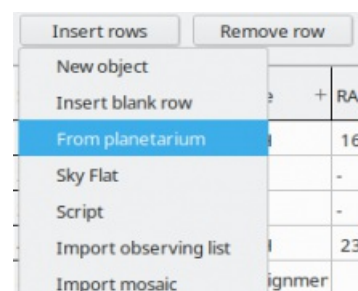 Insert rows Remove row
New object
Insert blank row + RA
From planetarium 16
Sky Flat -
Script -
Import observing list 23
Import mosaic ignmer